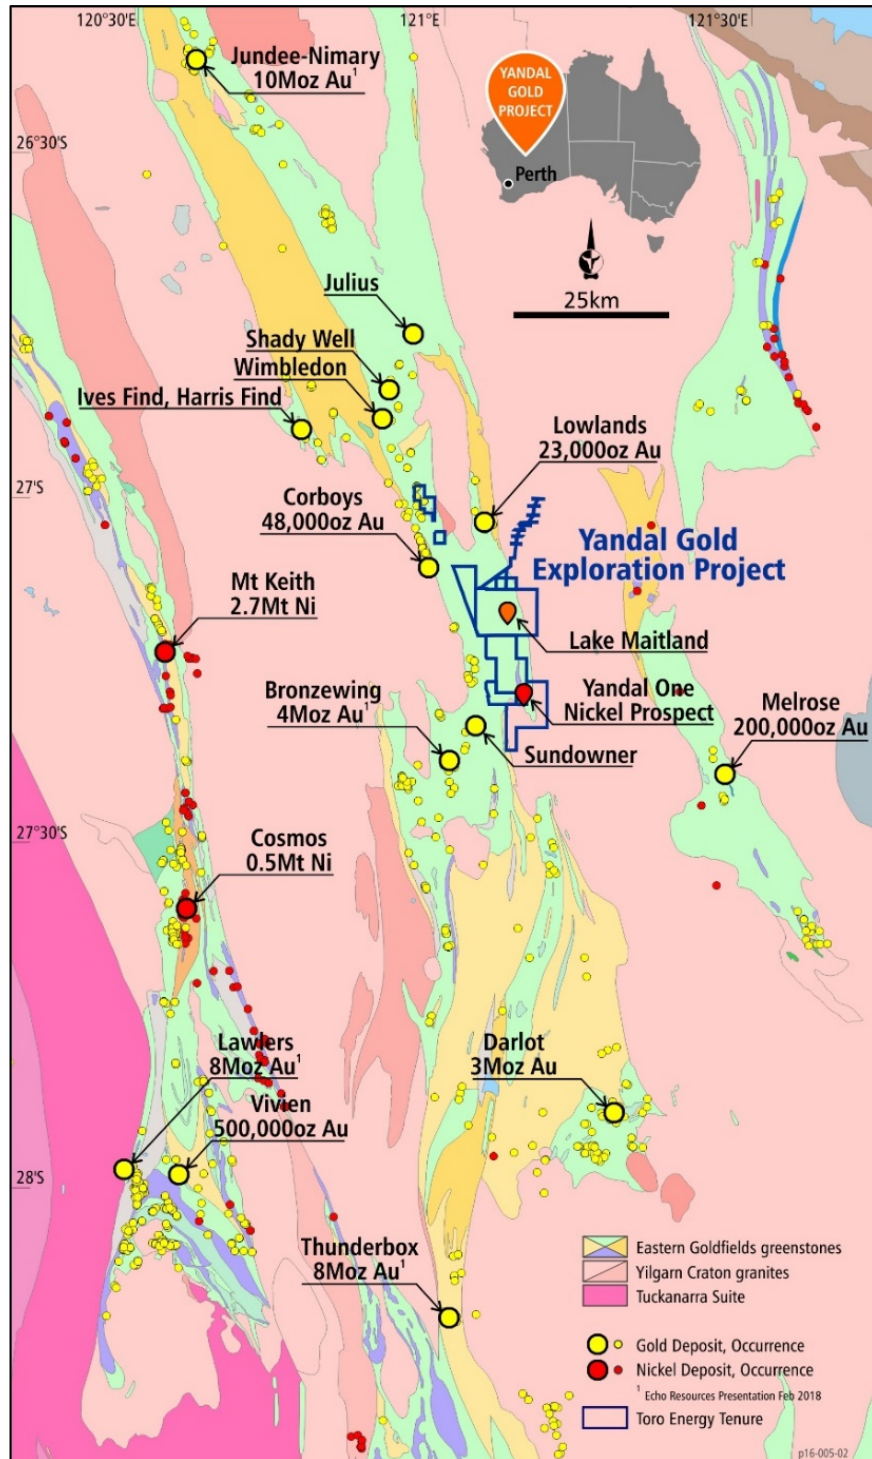 120°30'E
121°E
121°30'E
Jundee-Nimary
10Moz Au¹
YANDAL
GOLD
PROJECT
26°30'S
Perth
25km
Julius
Shady Well
Wimbledon
Ives Find, Harris Find
Lowlands
23,000oz Au
27°S
Corboys
48,000oz Au
Yandal Gold
Exploration Project
Mt Keith
2.7Mt Ni
Lake Maitland
Bronzewing
4Moz Au¹
Yandal One
Nickel Prospect
Melrose
200,000oz Au
Sundowner
27°30'S
Cosmos
0.5Mt Ni
Lawlers
8Moz Au¹
Darlot
3Moz Au
Vivien
500,000oz Au
28°S
Thunderbox
8Moz Au¹
Eastern Goldfields greenstones
Yilgarn Craton granites
Tuckanarra Suite
Gold Deposit, Occurrence
Nickel Deposit, Occurrence
¹ Echo Resources Presentation Feb 2018
Toro Energy Tenure
p16-005-02